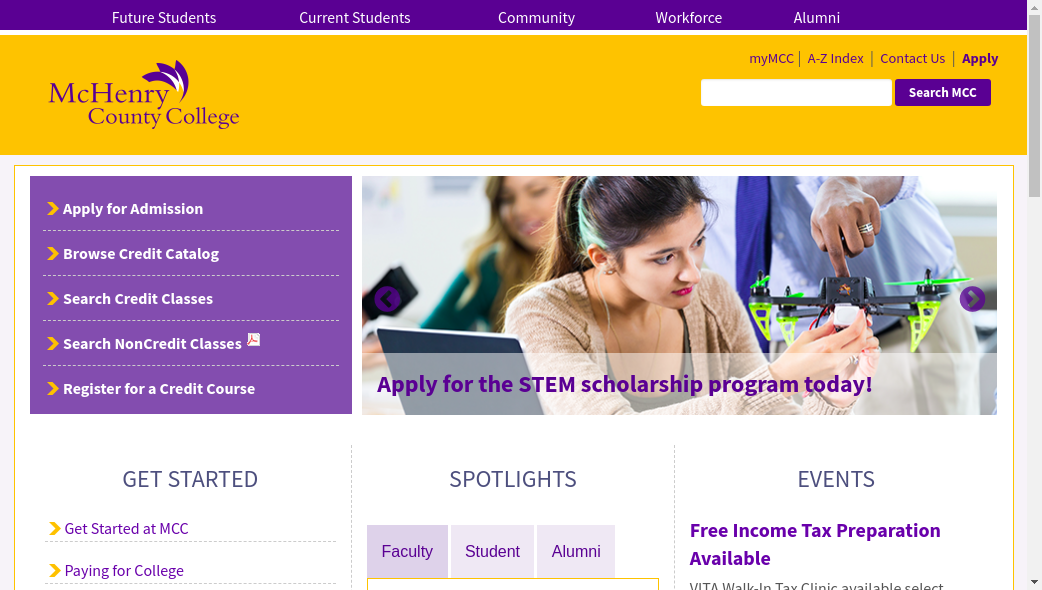 Future Students
Current Students
Community
Workforce
Alumni
myMCC
A-Z Index
Contact Us
Apply
McHenry
County College
Search MCC
Apply for Admission
Browse Credit Catalog
Search Credit Classes
Search NonCredit Classes
Register for a Credit Course
Apply for the STEM scholarship program today!
GET STARTED
Get Started at MCC
Paying for College
SPOTLIGHTS
Faculty
Student
Alumni
EVENTS
Free Income Tax Preparation
Available
VITA Walk-In Tax Clinic available select